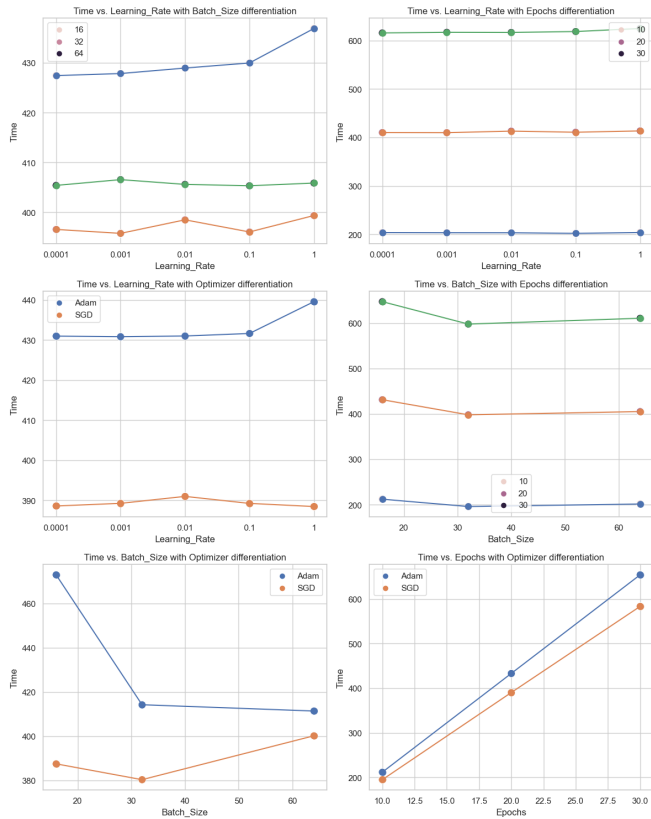 Time vs. Learning_Rate with Batch_Size differentiation
16
32
64
430
420
410
400
Time
0.0001 0.001 0.01 0.1 1
Learning_Rate
Time vs. Learning_Rate with Epochs differentiation
10
20
30
600
500
400
300
200
Time
0.0001 0.001 0.01 0.1 1
Learning_Rate
Time vs. Learning_Rate with Optimizer differentiation
Adam
SGD
440
430
420
410
400
390
Time
0.0001 0.001 0.01 0.1 1
Learning_Rate
Time vs. Batch_Size with Epochs differentiation
600
500
400
300
200
Time
10
20
30
20 30 40 50 60
Batch_Size
Time vs. Batch_Size with Optimizer differentiation
Adam
SGD
460
440
420
400
380
Time
20 30 40 50 60
Batch_Size
Time vs. Epochs with Optimizer differentiation
Adam
SGD
600
500
400
300
200
Time
10.0 12.5 15.0 17.5 20.0 22.5 25.0 27.5 30.0
Epochs